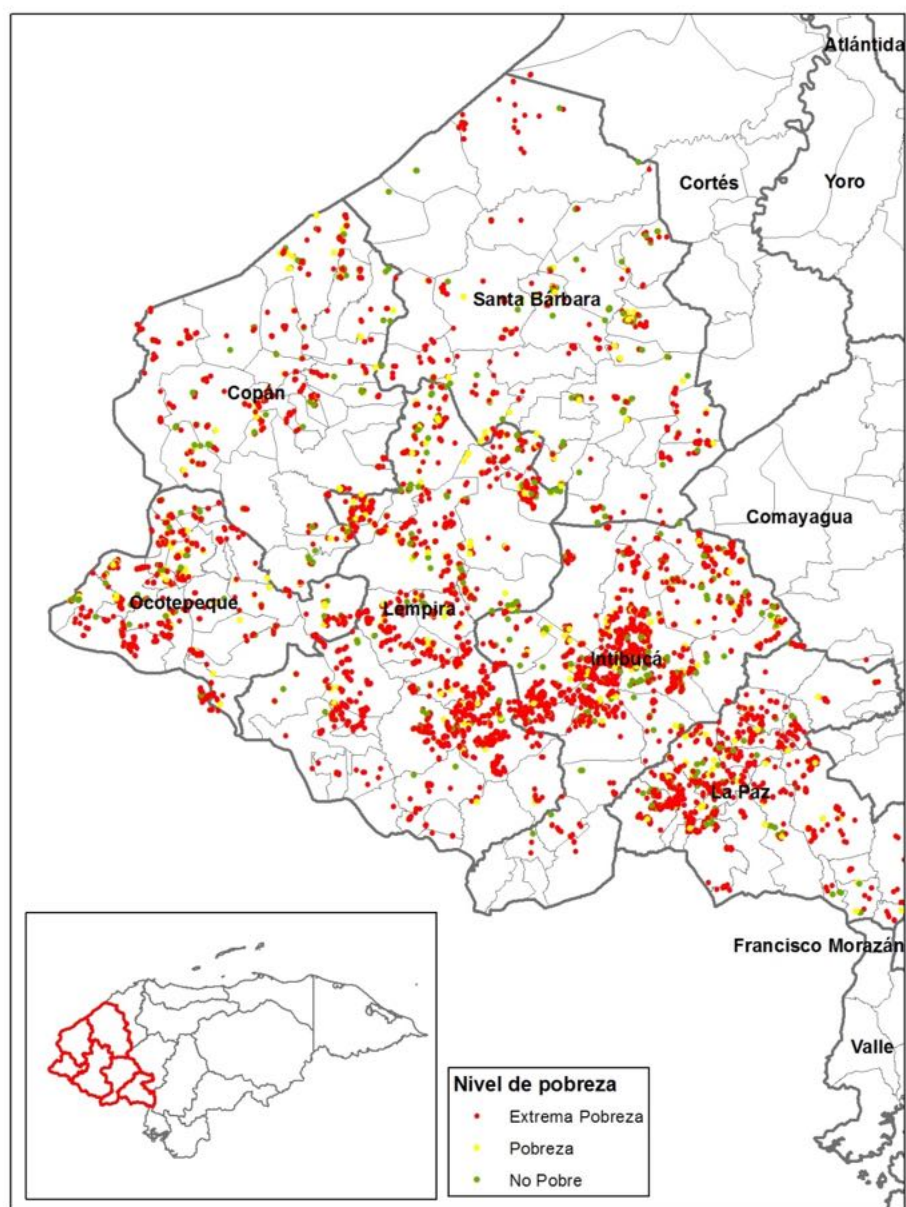 Atlántida
Cortés
Yoro
Santa Bárbara
Copán
Comayagua
Ocotepeque
Lempira
Intibucá
La Paz
Francisco Morazán
Valle
Nivel de pobreza
Extrema Pobreza
Pobreza
No Pobre